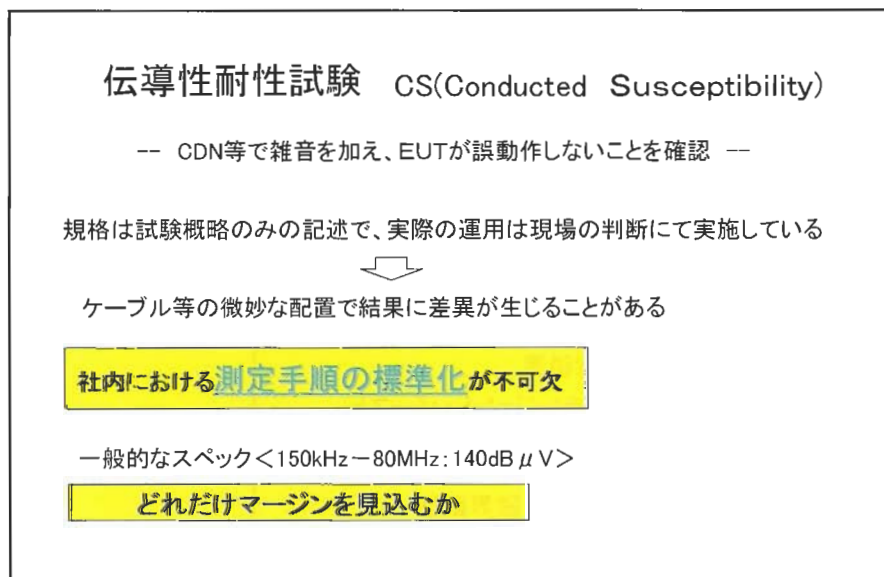 伝導性耐性試験 CS(Conducted Susceptibility)
-- CDN等で雑音を加え、EUTが誤動作しないことを確認 --
規格は試験概略のみの記述で、実際の運用は現場の判断にて実施している
ケーブル等の微妙な配置で結果に差異が生じることがある
社内における測定手順の標準化が不可欠
一般的なスペック＜150kHz－80MHz：140dBμV＞
どれだけマージンを見込むか